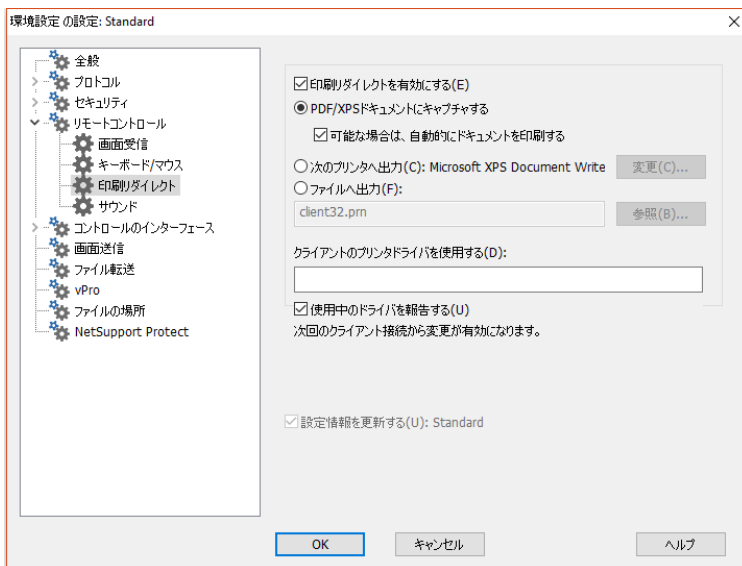 環境設定 の設定: Standard
全般
プロトコル
セキュリティ
リモートコントロール
画面受信
キーボード/マウス
印刷リダイレクト
サウンド
コントロールのインターフェース
画面送信
ファイル転送
vPro
ファイルの場所
NetSupport Protect
印刷リダイレクトを有効にする(E)
PDF/XPSドキュメントにキャプチャする
可能な場合は、自動的にドキュメントを印刷する
次のプリンタへ出力(C): Microsoft XPS Document Write
変更(C)...
ファイルへ出力(F):
client32.prn
参照(B)...
クライアントのプリンタドライバを使用する(D):
使用中のドライバを報告する(U)
次回のクライアント接続から変更が有効になります。
設定情報を更新する(U): Standard
OK
キャンセル
ヘルプ